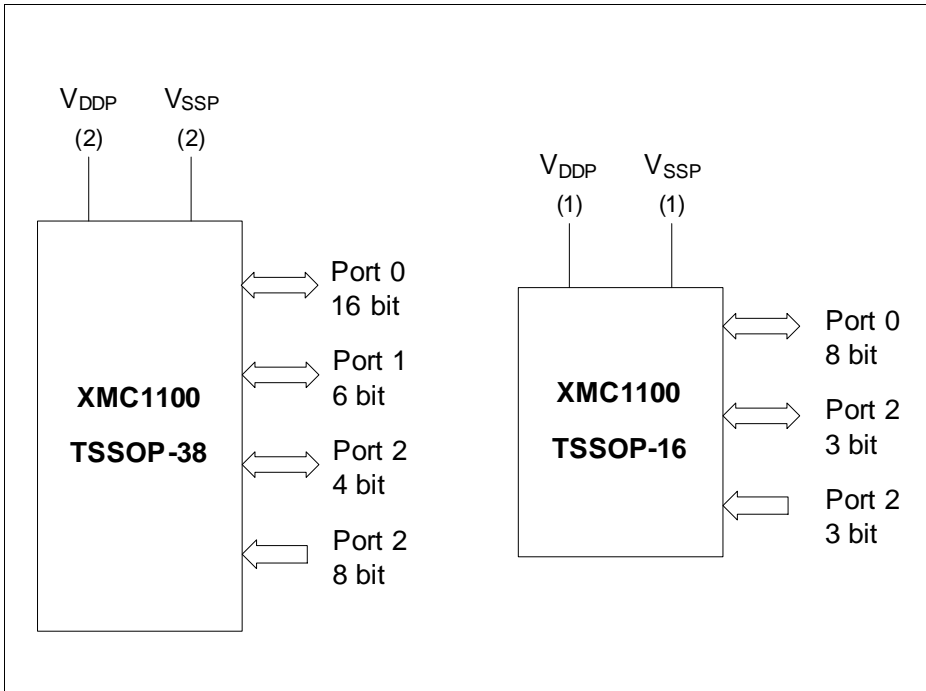 VDDP
VSSP
(2)
(2)
Port 0
16 bit
Port 1
6 bit
Port 2
4 bit
Port 2
8 bit
XMC1100
TSSOP-38
VDDP
VSSP
(1)
(1)
Port 0
8 bit
Port 2
3 bit
Port 2
3 bit
XMC1100
TSSOP-16